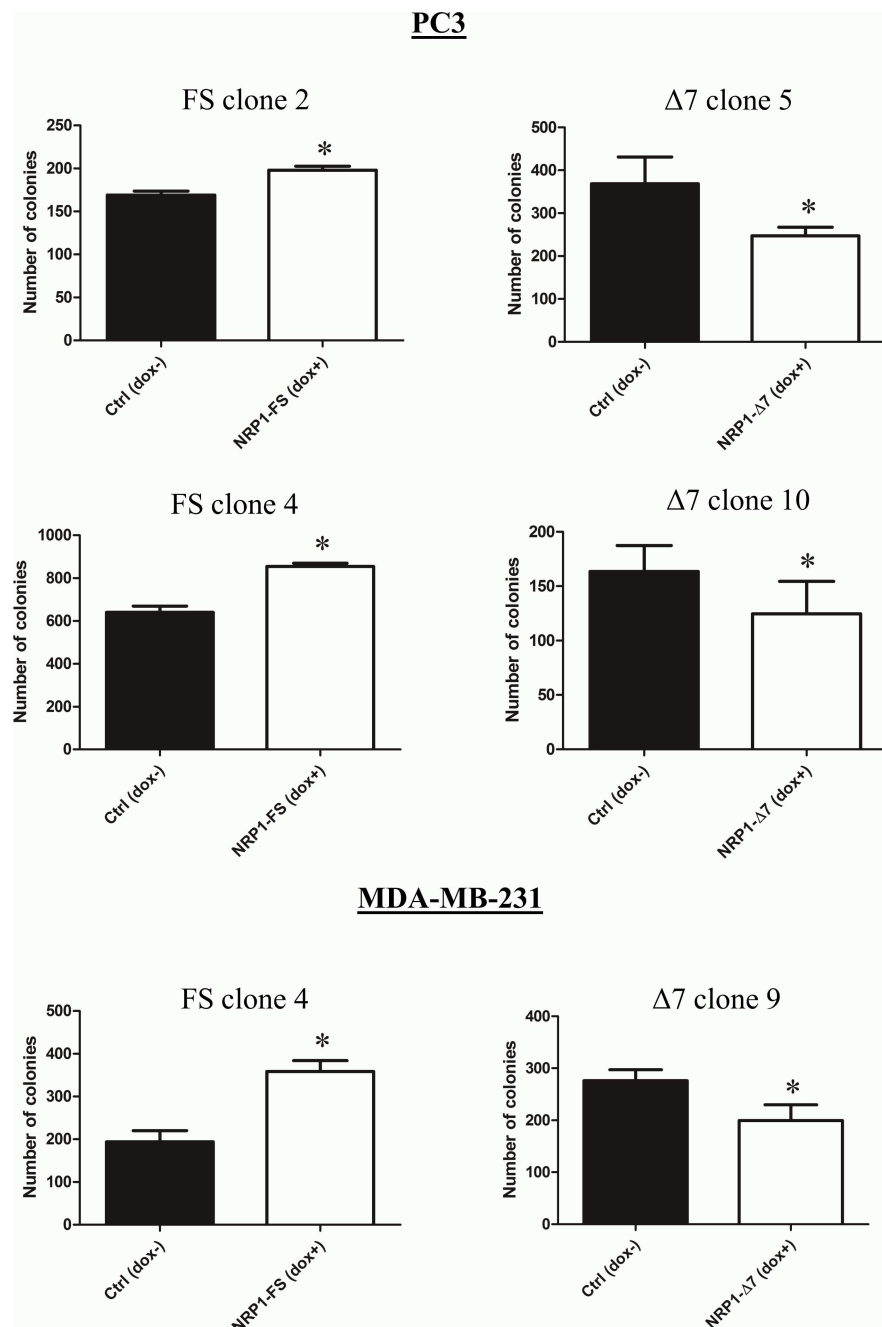 PC3
FS clone 2
Number of colonies
250
200
150
100
50
0
*
Ctrl (dox-)
NRP1-FS (dox+)
Δ7 clone 5
Number of colonies
500
400
300
200
100
0
*
Ctrl (dox-)
NRP1-Δ7 (dox+)
FS clone 4
Number of colonies
1000
800
600
400
200
0
*
Ctrl (dox-)
NRP1-FS (dox+)
Δ7 clone 10
Number of colonies
200
150
100
50
0
*
Ctrl (dox-)
NRP1-Δ7 (dox+)
MDA-MB-231
FS clone 4
Number of colonies
500
400
300
200
100
0
*
Ctrl (dox-)
NRP1-FS (dox+)
Δ7 clone 9
Number of colonies
400
300
200
100
0
*
Ctrl (dox-)
NRP1-Δ7 (dox+)